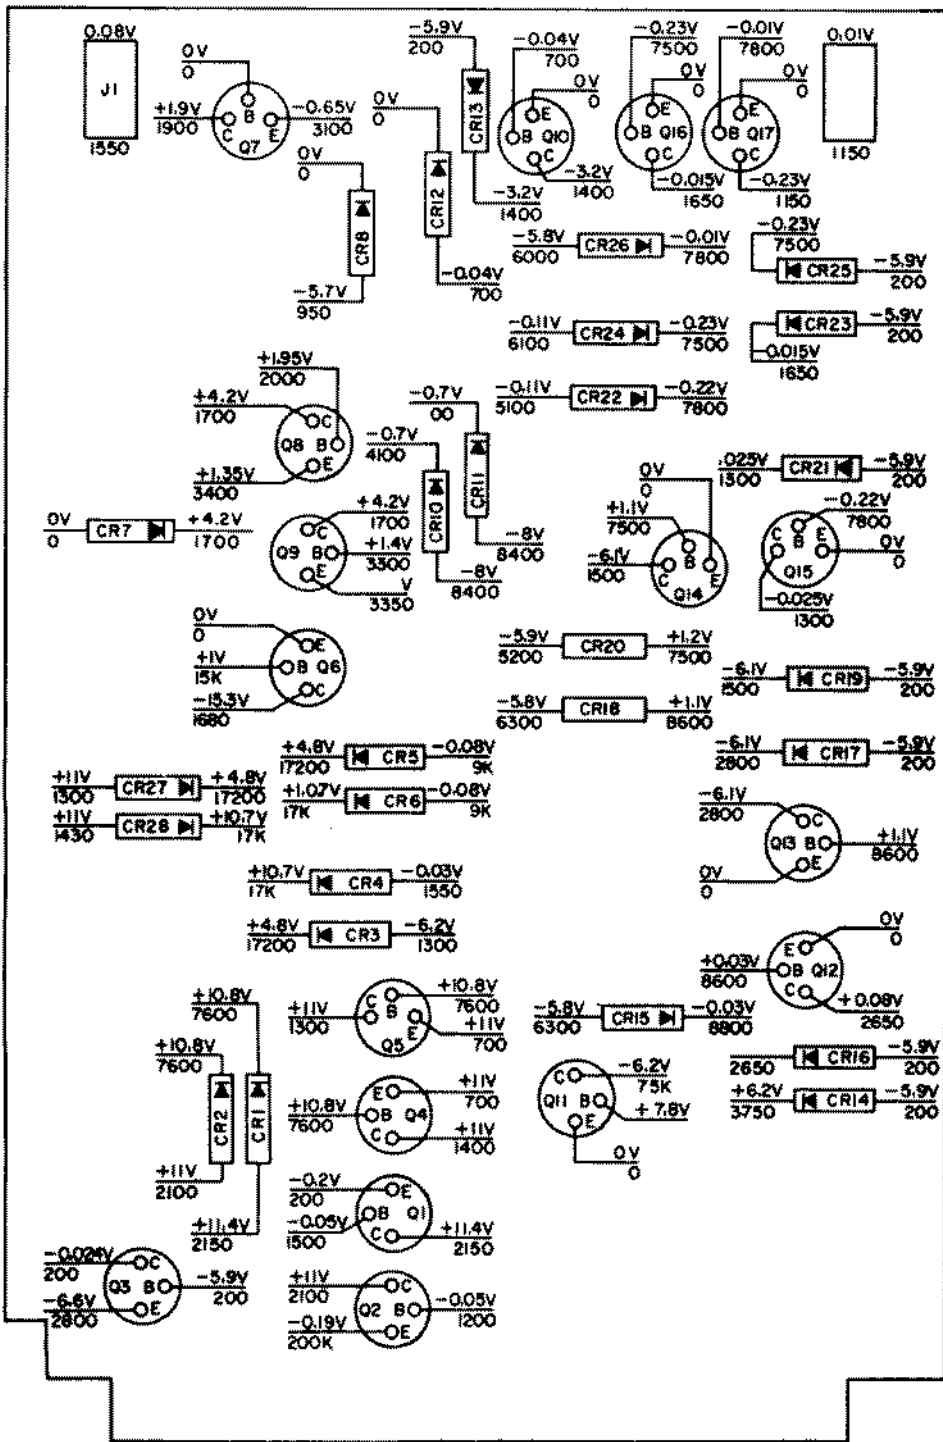 0.08V
J1
1550
0V
0
+1.9V
1900
B
C
E
Q7
-0.65V
3100
0V
0
CR8
-5.7V
950
0V
0
CR12
-0.04V
700
-5.9V
200
CR13
-3.2V
1400
-0.04V
700
0V
0
E
B Q10
C
-3.2V
1400
-0.23V
7500
0V
0
E
B Q16
C
-0.015V
1650
-0.01V
7800
0V
0
E
B Q17
C
-0.23V
1150
0.01V
1150
-5.8V
6000
CR26
-0.01V
7800
-0.23V
7500
CR25
-5.9V
200
-0.11V
6100
CR24
-0.23V
7500
CR23
-5.9V
200
-0.015V
1650
-0.11V
5100
CR22
-0.22V
7800
+1.95V
2000
+4.2V
1700
C
Q8 B
E
+1.35V
3400
-0.7V
4100
CR10
-8V
8400
-0.7V
00
CR11
-8V
8400
.025V
1300
CR21
-5.9V
200
0V
0
CR7
+4.2V
1700
C
Q9 B
E
+4.2V
1700
+1.4V
3300
V
3350
0V
0
+1.1V
7500
-6.1V
1500
B
C
E
Q14
-0.22V
7800
C
B
E
Q15
0V
0
-0.025V
1300
0V
0
+1V
15K
-15.3V
1680
E
B Q6
C
-5.9V
5200
CR20
+1.2V
7500
-6.1V
1500
CR19
-5.9V
200
-5.8V
6300
CR18
+1.1V
8600
-6.1V
2800
CR17
-5.9V
200
+4.8V
17200
CR5
-0.08V
9K
+11V
1300
CR27
+4.8V
17200
+1.07V
17K
CR6
-0.08V
9K
+11V
1430
CR28
+10.7V
17K
-6.1V
2800
C
Q13 B
E
+1.1V
8600
0V
0
+10.7V
17K
CR4
-0.03V
1550
+4.8V
17200
CR3
-6.2V
1300
0V
0
+0.03V
8600
E
B Q12
C
+0.08V
2650
+10.8V
7600
CR1
+11.4V
2150
+10.8V
7600
CR2
+11V
2100
+11V
1300
C
B
E
Q5
+10.8V
7600
+11V
700
-5.8V
6300
CR15
-0.03V
8800
2650
CR16
-5.9V
200
+6.2V
3750
CR14
-5.9V
200
+10.8V
7600
E
B Q4
C
+11V
700
+11V
1400
C
Q11 B
E
-6.2V
75K
+7.8V
0V
0
-0.2V
200
-0.05V
1500
E
B Q1
C
+11.4V
2150
-0.024V
200
-6.6V
2800
C
Q3 B
E
-5.9V
200
+11V
2100
-0.19V
200K
C
Q2 B
E
-0.05V
1200